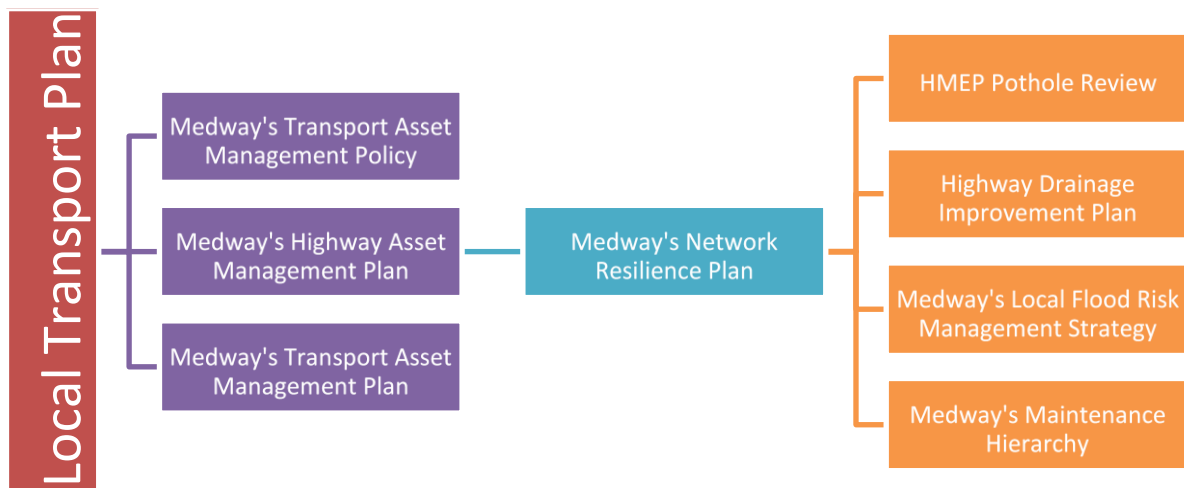 Local Transport Plan
Medway's Transport Asset
Management Policy
Medway's Highway Asset
Management Plan
Medway's Transport Asset
Management Plan
Medway's Network
Resilience Plan
HMEP Pothole Review
Highway Drainage
Improvement Plan
Medway's Local Flood Risk
Management Strategy
Medway's Maintenance
Hierarchy